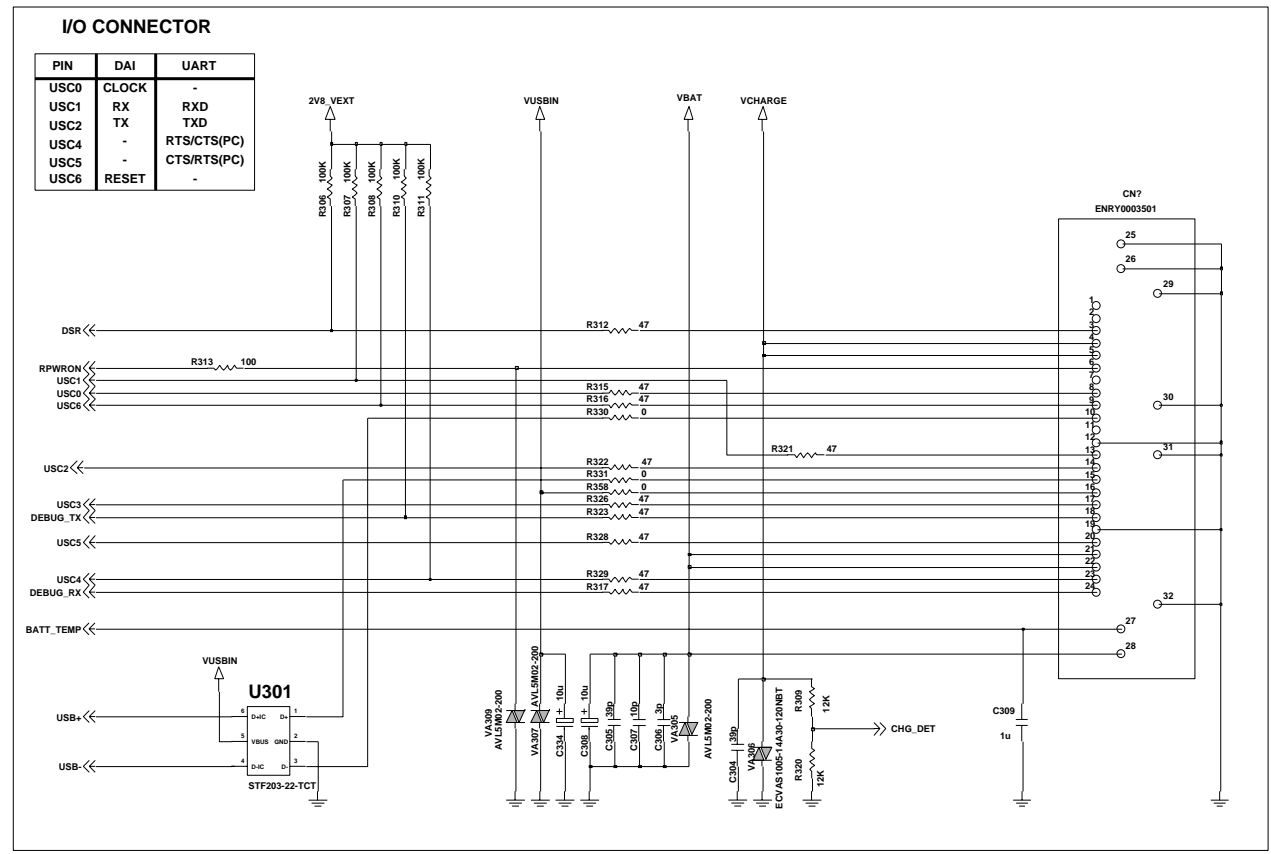 I/O CONNECTOR
PIN DAI UART
USC0 CLOCK -
USC1 RX RXD
USC2 TX TXD
USC4 - RTS/CTS(PC)
USC5 - CTS/RTS(PC)
USC6 RESET -
2V8_VEXT
VUSBIN
VBAT
VCHARGE
R306 100K
R307 100K
R308 100K
R310 100K
R311 100K
CN?
ENRY0003501
25
26
29
1
2
DSR R312 47 3
4
5
RPWRON R313 100 6
USC1 7
USC0 R315 47 8
USC6 R316 47 9
R330 0 10
30
11
12
R321 47 13
31
USC2 R322 47 14
R331 0 15
R358 0 16
USC3 R326 47 17
DEBUG_TX R323 47 18
19
USC5 R328 47 20
21
22
USC4 R329 47 23
DEBUG_RX R317 47 24
32
BATT_TEMP 27
28
VUSBIN
U301
USB+ 6 D+IC D+ 1
5 VBUS GND 2
USB- 4 D-IC D- 3
STF203-22-TCT
VA309
AVL5M02-200
VA307
AVL5M02-200
C334 + 10u
C308 + 10u
C305 39p
C307 10p
C306 3p
VA305
AVL5M02-200
C304 39p
VA306
ECVAS1005-14A30-120NBT
R309 12K
R320 12K
CHG_DET
C309
1u